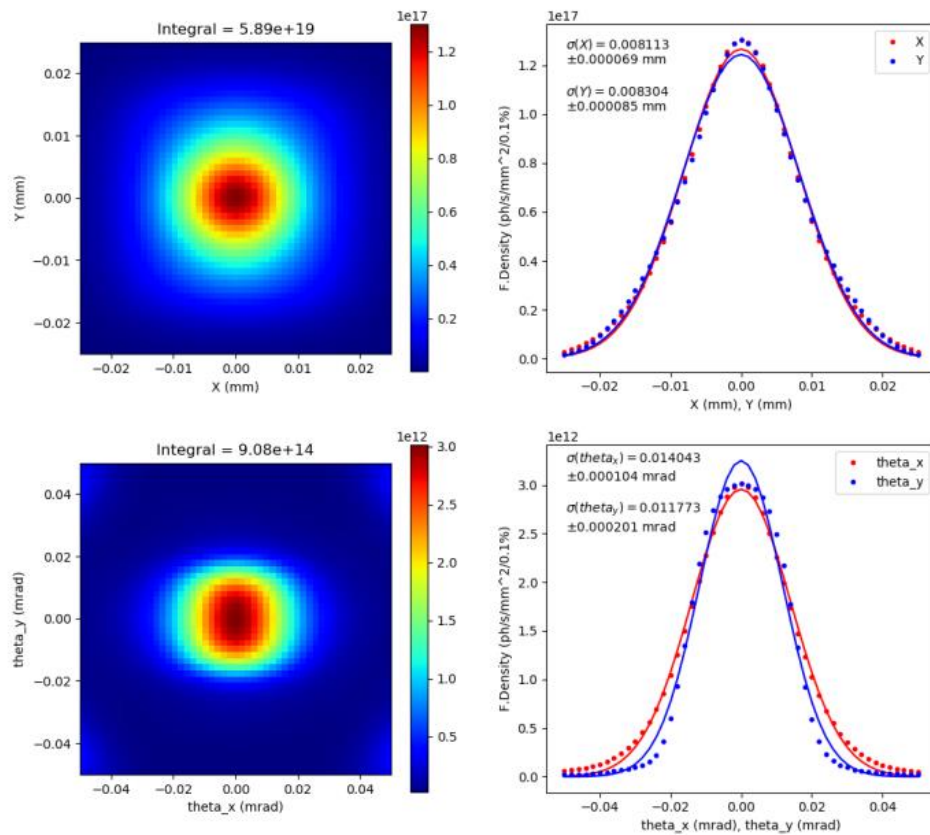 Integral = 5.89e+19
1e17
0.02
0.01
0.00
−0.01
−0.02
Y (mm)
−0.02
−0.01
0.00
0.01
0.02
X (mm)
1.2
1.0
0.8
0.6
0.4
0.2
1e17
σ(X) = 0.008113
±0.000069 mm
σ(Y) = 0.008304
±0.000085 mm
X
Y
1.3
1.1
0.9
0.6
0.4
0.2
0.0
F.Density (ph/s/mm^2/0.1%)
−0.02
−0.01
0.00
0.01
0.02
X (mm), Y (mm)
Integral = 9.08e+14
1e12
0.04
0.02
0.00
−0.02
−0.04
theta_y (mrad)
−0.04
−0.02
0.00
0.02
0.04
theta_x (mrad)
3.0
2.5
2.0
1.5
1.0
0.5
1e12
σ(theta_x) = 0.014043
±0.000104 mrad
σ(theta_y) = 0.011773
±0.000201 mrad
theta_x
theta_y
3.0
2.5
2.0
1.5
1.0
0.5
0.0
F.Density (ph/s/mm^2/0.1%)
−0.04
−0.02
0.00
0.02
0.04
theta_x (mrad), theta_y (mrad)